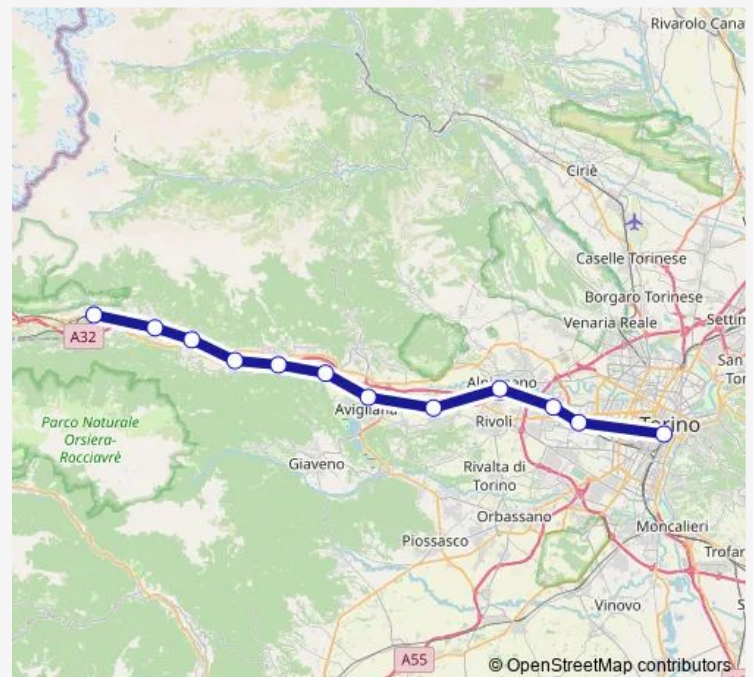 Rivarolo Cana
Ciriè
Caselle Torinese
Borgaro Torinese
Venaria Reale
Settim
San
Tor
A32
Avigliana
Rivoli
Torino
Parco Naturale
Orsiera-
Rocciavrè
Giaveno
Rivalta di
Torino
Orbassano
Moncalieri
Piossasco
Trofar
Vinovo
A55
© OpenStreetMap contributors